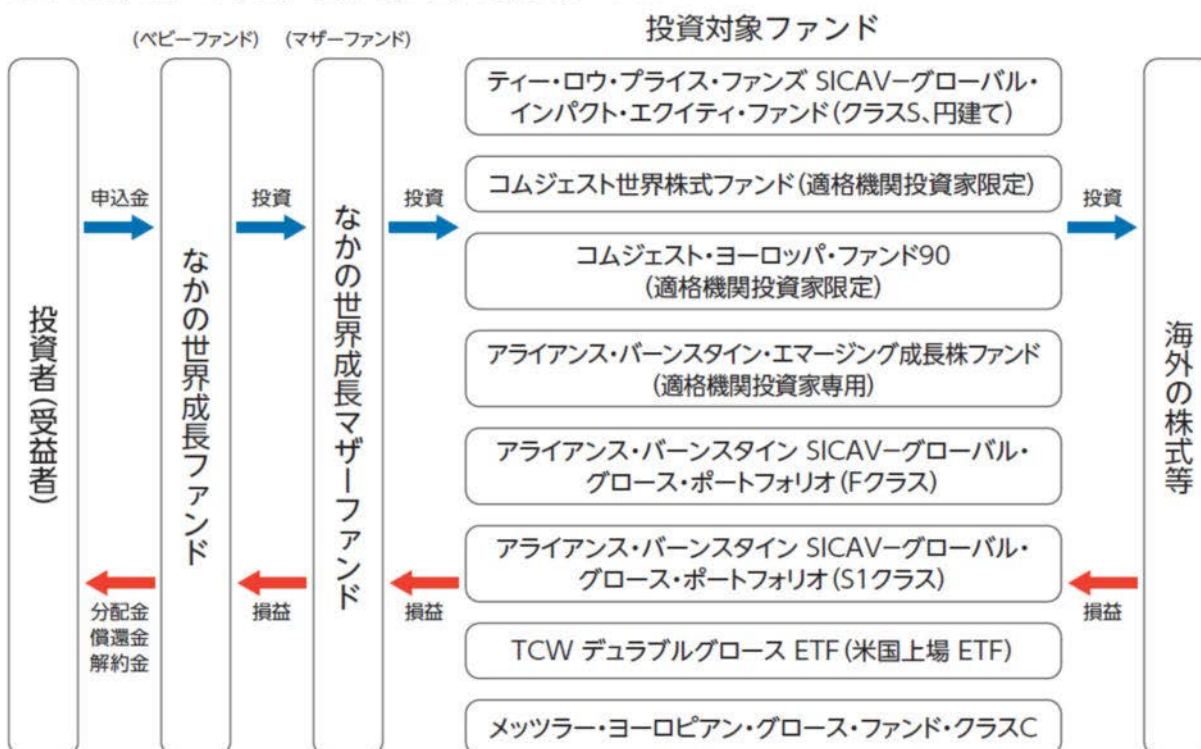 投資対象ファンド
(ベビーファンド)
(マザーファンド)
投資者(受益者)
申込金
分配金
償還金
解約金
なかの世界成長ファンド
投資
損益
なかの世界成長マザーファンド
投資
損益
ティー・ロウ・プライス・ファンズ SICAV−グローバル・
インパクト・エクイティ・ファンド(クラスS、円建て)
コムジェスト世界株式ファンド(適格機関投資家限定)
コムジェスト・ヨーロッパ・ファンド90
(適格機関投資家限定)
アライアンス・バーンスタイン・エマージング成長株ファンド
(適格機関投資家専用)
アライアンス・バーンスタイン SICAV−グローバル・
グロース・ポートフォリオ(Fクラス)
アライアンス・バーンスタイン SICAV−グローバル・
グロース・ポートフォリオ(S1クラス)
TCW デュラブルグロース ETF(米国上場 ETF)
メッツラー・ヨーロピアン・グロース・ファンド・クラスC
投資
損益
海外の株式等